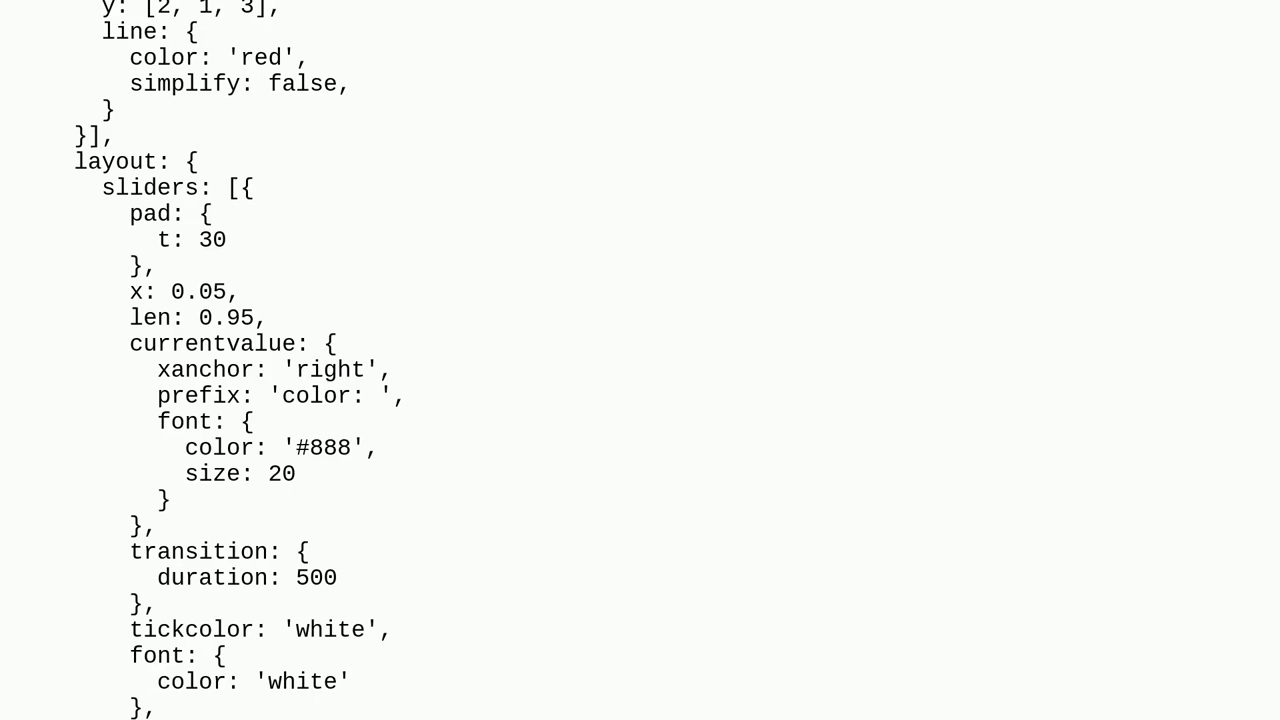 y: [2, 1, 3],
    line: {
      color: 'red',
      simplify: false,
    }
  }],
  layout: {
    sliders: [{
      pad: {
        t: 30
      },
      x: 0.05,
      len: 0.95,
      currentvalue: {
        xanchor: 'right',
        prefix: 'color: ',
        font: {
          color: '#888',
          size: 20
        }
      },
      transition: {
        duration: 500
      },
      tickcolor: 'white',
      font: {
        color: 'white'
      },